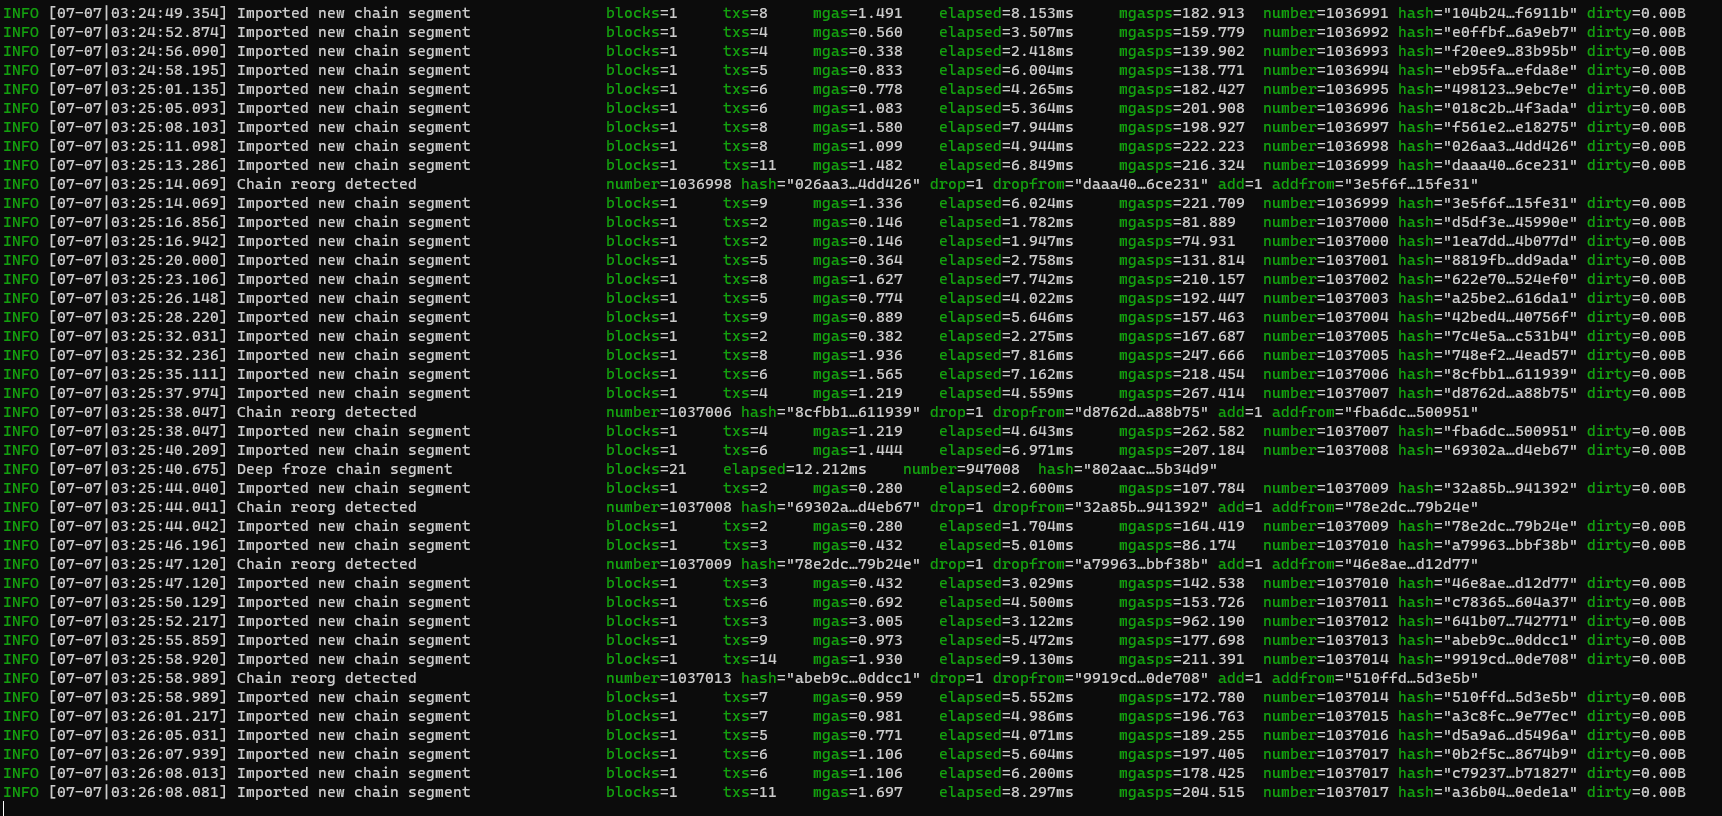 INFO [07-07|03:24:49.354] Imported new chain segment blocks=1 txs=8 mgas=1.491 elapsed=8.153ms mgasps=182.913 number=1036991 hash="104b24…f6911b" dirty=0.00B
INFO [07-07|03:24:52.874] Imported new chain segment blocks=1 txs=4 mgas=0.560 elapsed=3.507ms mgasps=159.779 number=1036992 hash="e0ffbf…6a9eb7" dirty=0.00B
INFO [07-07|03:24:56.090] Imported new chain segment blocks=1 txs=4 mgas=0.338 elapsed=2.418ms mgasps=139.902 number=1036993 hash="f20ee9…83b95b" dirty=0.00B
INFO [07-07|03:24:58.195] Imported new chain segment blocks=1 txs=5 mgas=0.833 elapsed=6.004ms mgasps=138.771 number=1036994 hash="eb95fa…efda8e" dirty=0.00B
INFO [07-07|03:25:01.135] Imported new chain segment blocks=1 txs=6 mgas=0.778 elapsed=4.265ms mgasps=182.427 number=1036995 hash="498123…9ebc7e" dirty=0.00B
INFO [07-07|03:25:05.093] Imported new chain segment blocks=1 txs=6 mgas=1.083 elapsed=5.364ms mgasps=201.908 number=1036996 hash="018c2b…4f3ada" dirty=0.00B
INFO [07-07|03:25:08.103] Imported new chain segment blocks=1 txs=8 mgas=1.580 elapsed=7.944ms mgasps=198.927 number=1036997 hash="f561e2…e18275" dirty=0.00B
INFO [07-07|03:25:11.098] Imported new chain segment blocks=1 txs=8 mgas=1.099 elapsed=4.944ms mgasps=222.223 number=1036998 hash="026aa3…4dd426" dirty=0.00B
INFO [07-07|03:25:13.286] Imported new chain segment blocks=1 txs=11 mgas=1.482 elapsed=6.849ms mgasps=216.324 number=1036999 hash="daaa40…6ce231" dirty=0.00B
INFO [07-07|03:25:14.069] Chain reorg detected number=1036998 hash="026aa3…4dd426" drop=1 dropfrom="daaa40…6ce231" add=1 addfrom="3e5f6f…15fe31"
INFO [07-07|03:25:14.069] Imported new chain segment blocks=1 txs=9 mgas=1.336 elapsed=6.024ms mgasps=221.709 number=1036999 hash="3e5f6f…15fe31" dirty=0.00B
INFO [07-07|03:25:16.856] Imported new chain segment blocks=1 txs=2 mgas=0.146 elapsed=1.782ms mgasps=81.889 number=1037000 hash="d5df3e…45990e" dirty=0.00B
INFO [07-07|03:25:16.942] Imported new chain segment blocks=1 txs=2 mgas=0.146 elapsed=1.947ms mgasps=74.931 number=1037000 hash="1ea7dd…4b077d" dirty=0.00B
INFO [07-07|03:25:20.000] Imported new chain segment blocks=1 txs=5 mgas=0.364 elapsed=2.758ms mgasps=131.814 number=1037001 hash="8819fb…dd9ada" dirty=0.00B
INFO [07-07|03:25:23.106] Imported new chain segment blocks=1 txs=8 mgas=1.627 elapsed=7.742ms mgasps=210.157 number=1037002 hash="622e70…524ef0" dirty=0.00B
INFO [07-07|03:25:26.148] Imported new chain segment blocks=1 txs=5 mgas=0.774 elapsed=4.022ms mgasps=192.447 number=1037003 hash="a25be2…616da1" dirty=0.00B
INFO [07-07|03:25:28.220] Imported new chain segment blocks=1 txs=9 mgas=0.889 elapsed=5.646ms mgasps=157.463 number=1037004 hash="42bed4…40756f" dirty=0.00B
INFO [07-07|03:25:32.031] Imported new chain segment blocks=1 txs=2 mgas=0.382 elapsed=2.275ms mgasps=167.687 number=1037005 hash="7c4e5a…c531b4" dirty=0.00B
INFO [07-07|03:25:32.236] Imported new chain segment blocks=1 txs=8 mgas=1.936 elapsed=7.816ms mgasps=247.666 number=1037005 hash="748ef2…4ead57" dirty=0.00B
INFO [07-07|03:25:35.111] Imported new chain segment blocks=1 txs=6 mgas=1.565 elapsed=7.162ms mgasps=218.454 number=1037006 hash="8cfbb1…611939" dirty=0.00B
INFO [07-07|03:25:37.974] Imported new chain segment blocks=1 txs=4 mgas=1.219 elapsed=4.559ms mgasps=267.414 number=1037007 hash="d8762d…a88b75" dirty=0.00B
INFO [07-07|03:25:38.047] Chain reorg detected number=1037006 hash="8cfbb1…611939" drop=1 dropfrom="d8762d…a88b75" add=1 addfrom="fba6dc…500951"
INFO [07-07|03:25:38.047] Imported new chain segment blocks=1 txs=4 mgas=1.219 elapsed=4.643ms mgasps=262.582 number=1037007 hash="fba6dc…500951" dirty=0.00B
INFO [07-07|03:25:40.209] Imported new chain segment blocks=1 txs=6 mgas=1.444 elapsed=6.971ms mgasps=207.184 number=1037008 hash="69302a…d4eb67" dirty=0.00B
INFO [07-07|03:25:40.675] Deep froze chain segment blocks=21 elapsed=12.212ms number=947008 hash="802aac…5b34d9"
INFO [07-07|03:25:44.040] Imported new chain segment blocks=1 txs=2 mgas=0.280 elapsed=2.600ms mgasps=107.784 number=1037009 hash="32a85b…941392" dirty=0.00B
INFO [07-07|03:25:44.041] Chain reorg detected number=1037008 hash="69302a…d4eb67" drop=1 dropfrom="32a85b…941392" add=1 addfrom="78e2dc…79b24e"
INFO [07-07|03:25:44.042] Imported new chain segment blocks=1 txs=2 mgas=0.280 elapsed=1.704ms mgasps=164.419 number=1037009 hash="78e2dc…79b24e" dirty=0.00B
INFO [07-07|03:25:46.196] Imported new chain segment blocks=1 txs=3 mgas=0.432 elapsed=5.010ms mgasps=86.174 number=1037010 hash="a79963…bbf38b" dirty=0.00B
INFO [07-07|03:25:47.120] Chain reorg detected number=1037009 hash="78e2dc…79b24e" drop=1 dropfrom="a79963…bbf38b" add=1 addfrom="46e8ae…d12d77"
INFO [07-07|03:25:47.120] Imported new chain segment blocks=1 txs=3 mgas=0.432 elapsed=3.029ms mgasps=142.538 number=1037010 hash="46e8ae…d12d77" dirty=0.00B
INFO [07-07|03:25:50.129] Imported new chain segment blocks=1 txs=6 mgas=0.692 elapsed=4.500ms mgasps=153.726 number=1037011 hash="c78365…604a37" dirty=0.00B
INFO [07-07|03:25:52.217] Imported new chain segment blocks=1 txs=3 mgas=3.005 elapsed=3.122ms mgasps=962.190 number=1037012 hash="641b07…742771" dirty=0.00B
INFO [07-07|03:25:55.859] Imported new chain segment blocks=1 txs=9 mgas=0.973 elapsed=5.472ms mgasps=177.698 number=1037013 hash="abeb9c…0ddcc1" dirty=0.00B
INFO [07-07|03:25:58.920] Imported new chain segment blocks=1 txs=14 mgas=1.930 elapsed=9.130ms mgasps=211.391 number=1037014 hash="9919cd…0de708" dirty=0.00B
INFO [07-07|03:25:58.989] Chain reorg detected number=1037013 hash="abeb9c…0ddcc1" drop=1 dropfrom="9919cd…0de708" add=1 addfrom="510ffd…5d3e5b"
INFO [07-07|03:25:58.989] Imported new chain segment blocks=1 txs=7 mgas=0.959 elapsed=5.552ms mgasps=172.780 number=1037014 hash="510ffd…5d3e5b" dirty=0.00B
INFO [07-07|03:26:01.217] Imported new chain segment blocks=1 txs=7 mgas=0.981 elapsed=4.986ms mgasps=196.763 number=1037015 hash="a3c8fc…9e77ec" dirty=0.00B
INFO [07-07|03:26:05.031] Imported new chain segment blocks=1 txs=5 mgas=0.771 elapsed=4.071ms mgasps=189.255 number=1037016 hash="d5a9a6…d5496a" dirty=0.00B
INFO [07-07|03:26:07.939] Imported new chain segment blocks=1 txs=6 mgas=1.106 elapsed=5.604ms mgasps=197.405 number=1037017 hash="0b2f5c…8674b9" dirty=0.00B
INFO [07-07|03:26:08.013] Imported new chain segment blocks=1 txs=6 mgas=1.106 elapsed=6.200ms mgasps=178.425 number=1037017 hash="c79237…b71827" dirty=0.00B
INFO [07-07|03:26:08.081] Imported new chain segment blocks=1 txs=11 mgas=1.697 elapsed=8.297ms mgasps=204.515 number=1037017 hash="a36b04…0ede1a" dirty=0.00B